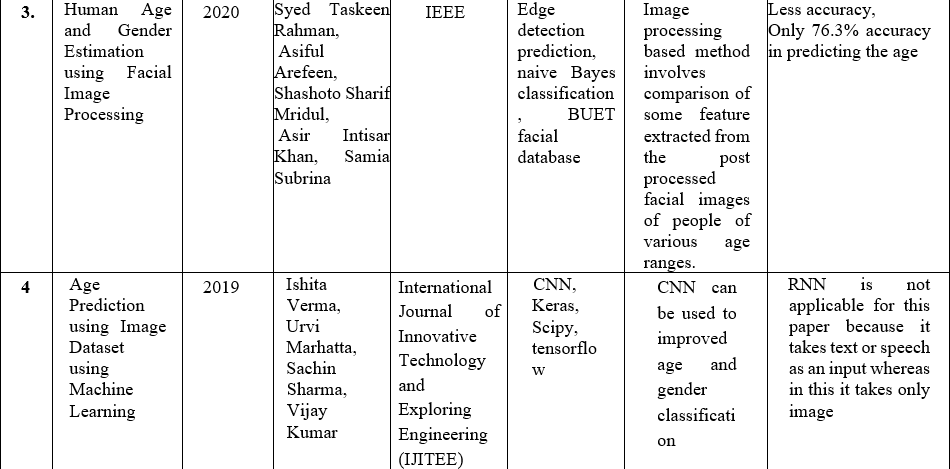 3.
Human Age
and Gender
Estimation
using Facial
Image
Processing
2020
Syed Taskeen
Rahman,
Asiful
Arefeen,
Shashoto Sharif
Mridul,
Asir Intisar
Khan, Samia
Subrina
IEEE
Edge
detection
prediction,
naive Bayes
classification
, BUET
facial
database
Image
processing
based method
involves
comparison of
some feature
extracted from
the post
processed
facial images
of people of
various age
ranges.
Less accuracy,
Only 76.3% accuracy
in predicting the age
4
Age
Prediction
using Image
Dataset
using
Machine
Learning
2019
Ishita
Verma,
Urvi
Marhatta,
Sachin
Sharma,
Vijay
Kumar
International
Journal of
Innovative
Technology
and
Exploring
Engineering
(IJITEE)
CNN,
Keras,
Scipy,
tensorflo
w
CNN can
be used to
improved
age and
gender
classificati
on
RNN is not
applicable for this
paper because it
takes text or speech
as an input whereas
in this it takes only
image